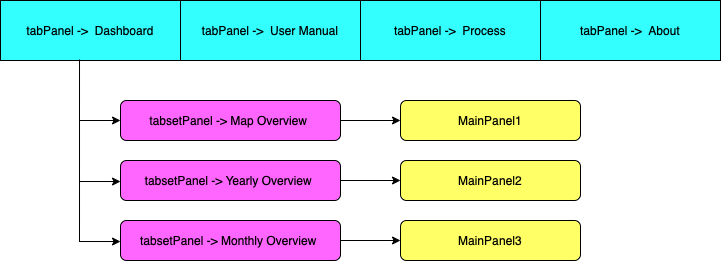 tabPanel -> Dashboard
tabPanel -> User Manual
tabPanel -> Process
tabPanel -> About
tabsetPanel -> Map Overview
MainPanel1
tabsetPanel -> Yearly Overview
MainPanel2
tabsetPanel -> Monthly Overview
MainPanel3